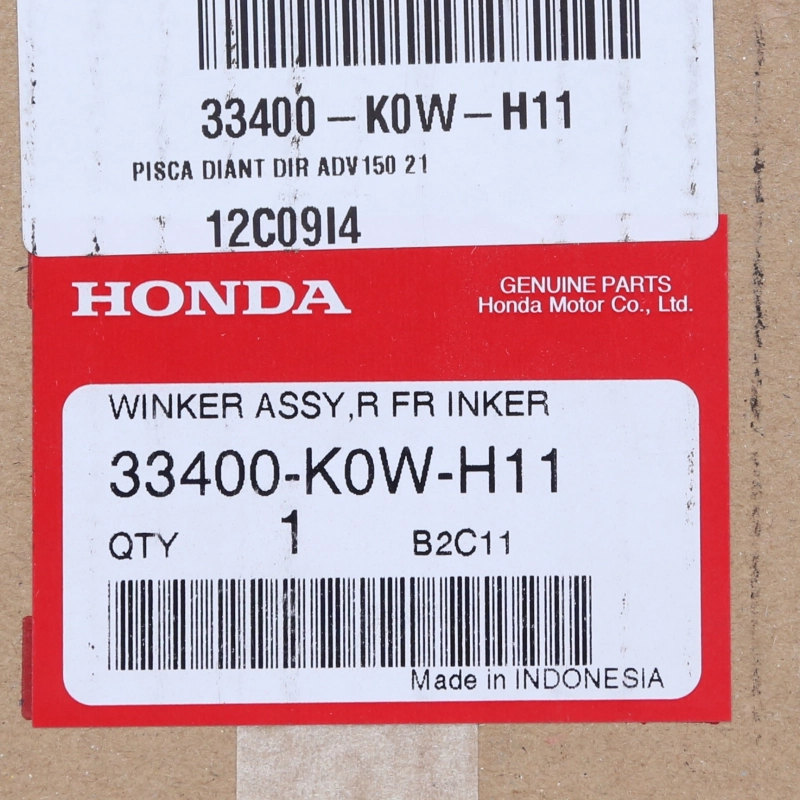 33400-K0W-H11
PISCA DIANT DIR ADV150 21
12C09I4
HONDA
GENUINE PARTS
Honda Motor Co., Ltd.
WINKER ASSY,R FR INKER
33400-K0W-H11
QTY 1 B2C11
Made in INDONESIA